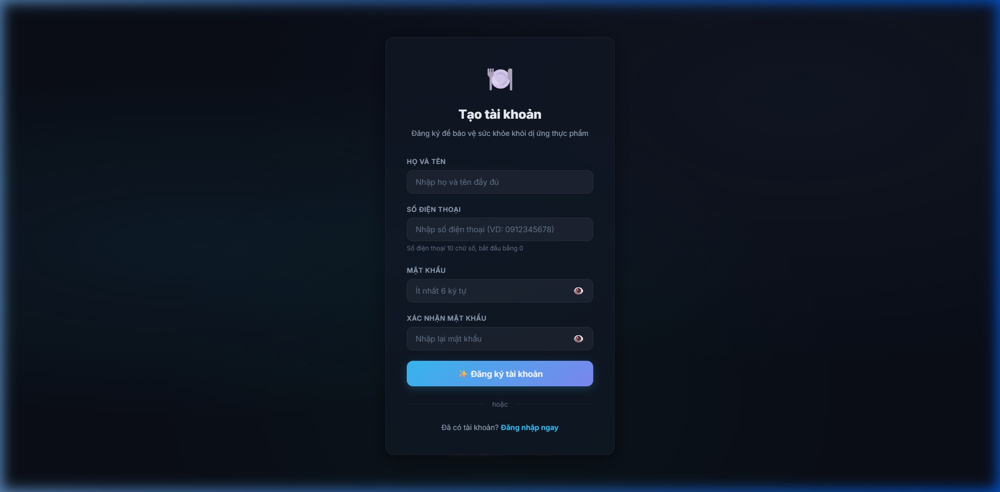 Tạo tài khoản
Đăng ký để bảo vệ sức khỏe khỏi dị ứng thực phẩm
HỌ VÀ TÊN
Nhập họ và tên đầy đủ
SỐ ĐIỆN THOẠI
Nhập số điện thoại (VD: 0912345678)
Số điện thoại 10 chữ số, bắt đầu bằng 0
MẬT KHẨU
Ít nhất 6 ký tự
XÁC NHẬN MẬT KHẨU
Nhập lại mật khẩu
✨ Đăng ký tài khoản
hoặc
Đã có tài khoản? Đăng nhập ngay